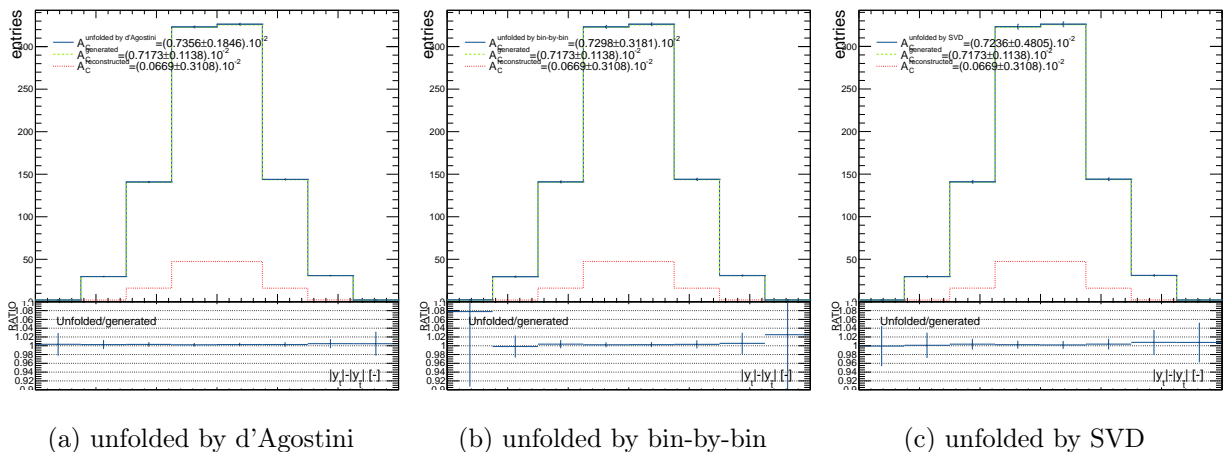 entries
300
250
200
150
100
50
0
A_C^{unfolded by d'Agostini}=(0.7356±0.1846).10^{-2}
A_C^{generated}=(0.7173±0.1138).10^{-2}
A_C^{reconstructed}=(0.0669±0.3108).10^{-2}
RATIO
1.08
1.06
1.04
1.02
1
0.98
0.96
0.94
0.92
Unfolded/generated
|y_t|-|y_t| [-]
(a) unfolded by d'Agostini
entries
300
250
200
150
100
50
0
A_C^{unfolded by bin-by-bin}=(0.7298±0.3181).10^{-2}
A_C^{generated}=(0.7173±0.1138).10^{-2}
A_C^{reconstructed}=(0.0669±0.3108).10^{-2}
RATIO
1.08
1.06
1.04
1.02
1
0.98
0.96
0.94
0.92
Unfolded/generated
|y_t|-|y_t| [-]
(b) unfolded by bin-by-bin
entries
300
250
200
150
100
50
0
A_C^{unfolded by SVD}=(0.7236±0.4805).10^{-2}
A_C^{generated}=(0.7173±0.1138).10^{-2}
A_C^{reconstructed}=(0.0669±0.3108).10^{-2}
RATIO
1.08
1.06
1.04
1.02
1
0.98
0.96
0.94
0.92
Unfolded/generated
|y_t|-|y_t| [-]
(c) unfolded by SVD